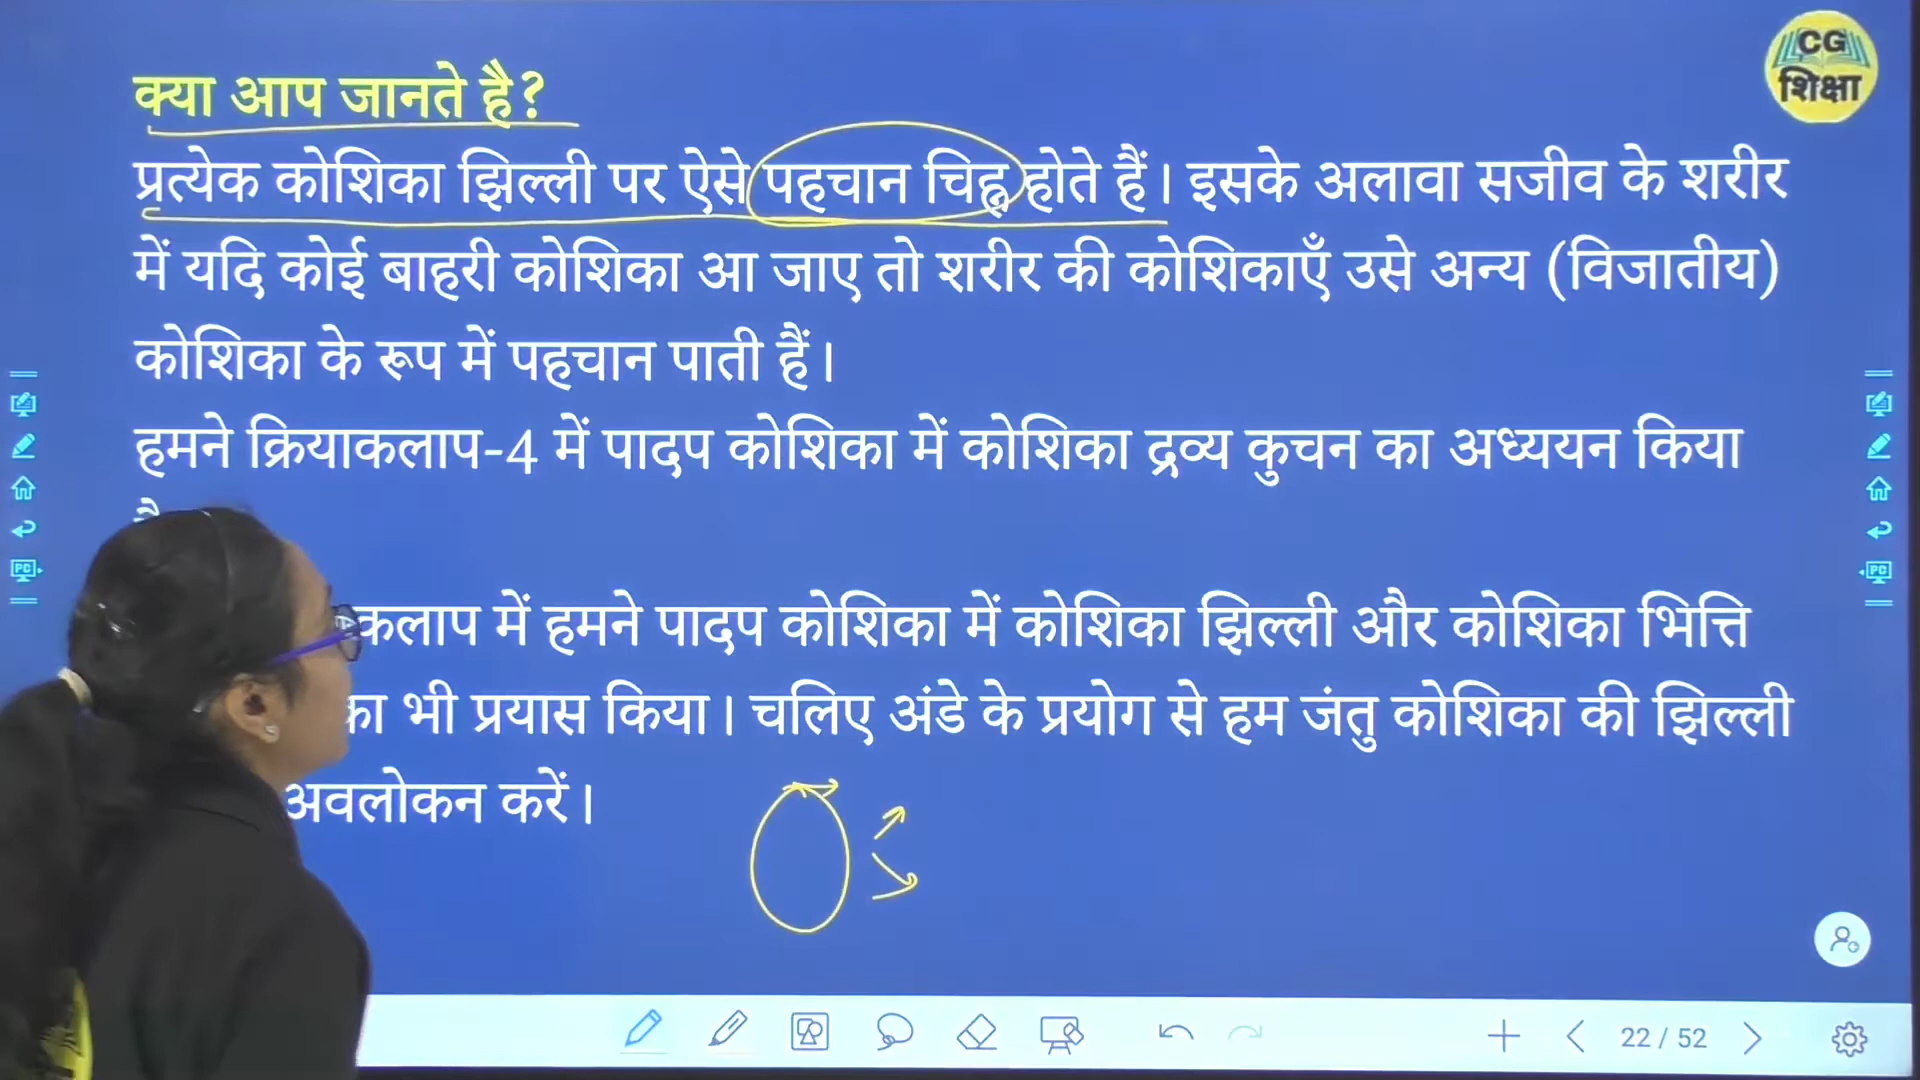 CG
शिक्षा
क्या आप जानते है?
प्रत्येक कोशिका झिल्ली पर ऐसे पहचान चिह्न होते हैं। इसके अलावा सजीव के शरीर
में यदि कोई बाहरी कोशिका आ जाए तो शरीर की कोशिकाएँ उसे अन्य (विजातीय)
कोशिका के रूप में पहचान पाती हैं।
हमने क्रियाकलाप-4 में पादप कोशिका में कोशिका द्रव्य कुचन का अध्ययन किया
कलाप में हमने पादप कोशिका में कोशिका झिल्ली और कोशिका भित्ति
का भी प्रयास किया। चलिए अंडे के प्रयोग से हम जंतु कोशिका की झिल्ली
अवलोकन करें।
PC
PC
22 / 52